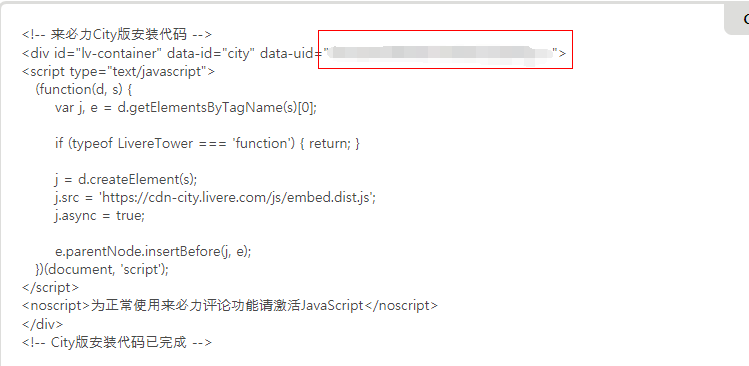 <!-- 来必力City版安装代码 -->
<div id="lv-container" data-id="city" data-uid="">
<script type="text/javascript">
(function(d, s) {
var j, e = d.getElementsByTagName(s)[0];
if (typeof LivereTower === 'function') { return; }
j = d.createElement(s);
j.src = 'https://cdn-city.livere.com/js/embed.dist.js';
j.async = true;
e.parentNode.insertBefore(j, e);
})(document, 'script');
</script>
<noscript>为正常使用来必力评论功能请激活JavaScript</noscript>
</div>
<!-- City版安装代码已完成 -->